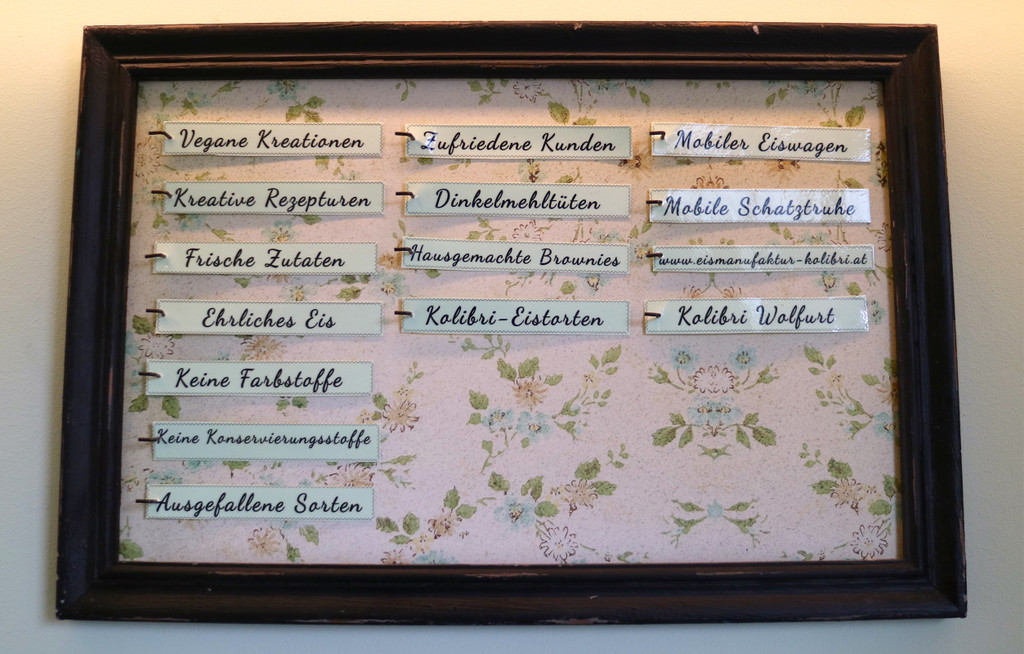 Vegane Kreationen
Kreative Rezepturen
Frische Zutaten
Ehrliches Eis
Keine Farbstoffe
Keine Konservierungsstoffe
Ausgefallene Sorten
Zufriedene Kunden
Dinkelmehltüten
Hausgemachte Brownies
Kolibri-Eistorten
Mobiler Eiswagen
Mobile Schatztruhe
www.eismanufaktur-kolibri.at
Kolibri Wolfurt